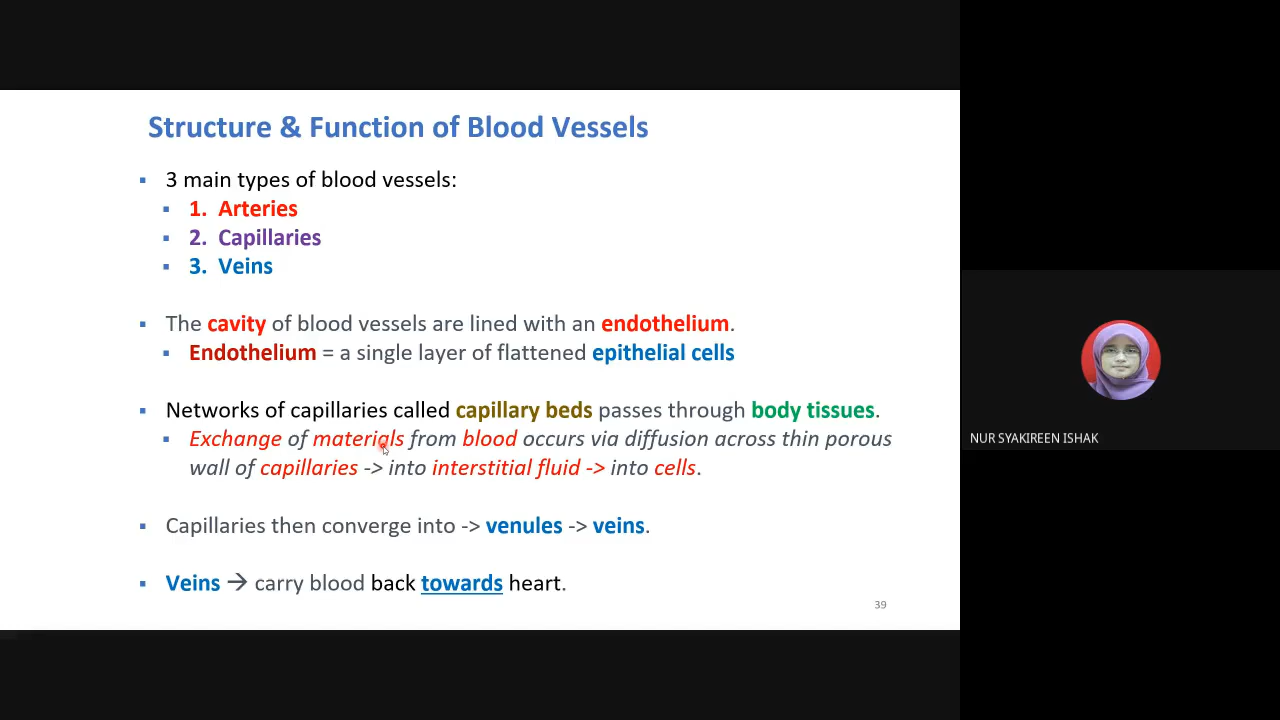 Structure & Function of Blood Vessels
▪ 3 main types of blood vessels:
▪ 1. Arteries
▪ 2. Capillaries
▪ 3. Veins
▪ The cavity of blood vessels are lined with an endothelium.
▪ Endothelium = a single layer of flattened epithelial cells
▪ Networks of capillaries called capillary beds passes through body tissues.
▪ Exchange of materials from blood occurs via diffusion across thin porous
wall of capillaries -> into interstitial fluid -> into cells.
▪ Capillaries then converge into -> venules -> veins.
▪ Veins → carry blood back towards heart.
39
NUR SYAKIREEN ISHAK